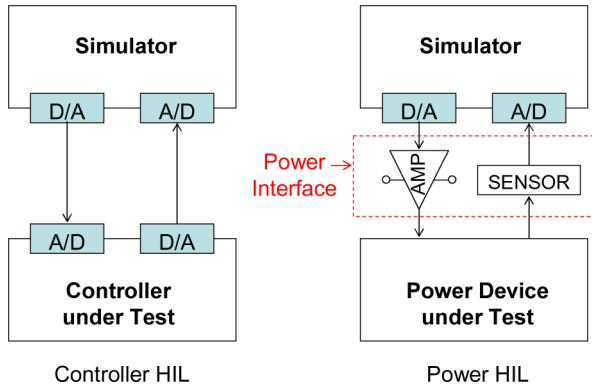 Simulator
D/A
A/D
A/D
D/A
Controller
under Test
Controller HIL
Simulator
D/A
A/D
Power
Interface
AMP
SENSOR
Power Device
under Test
Power HIL